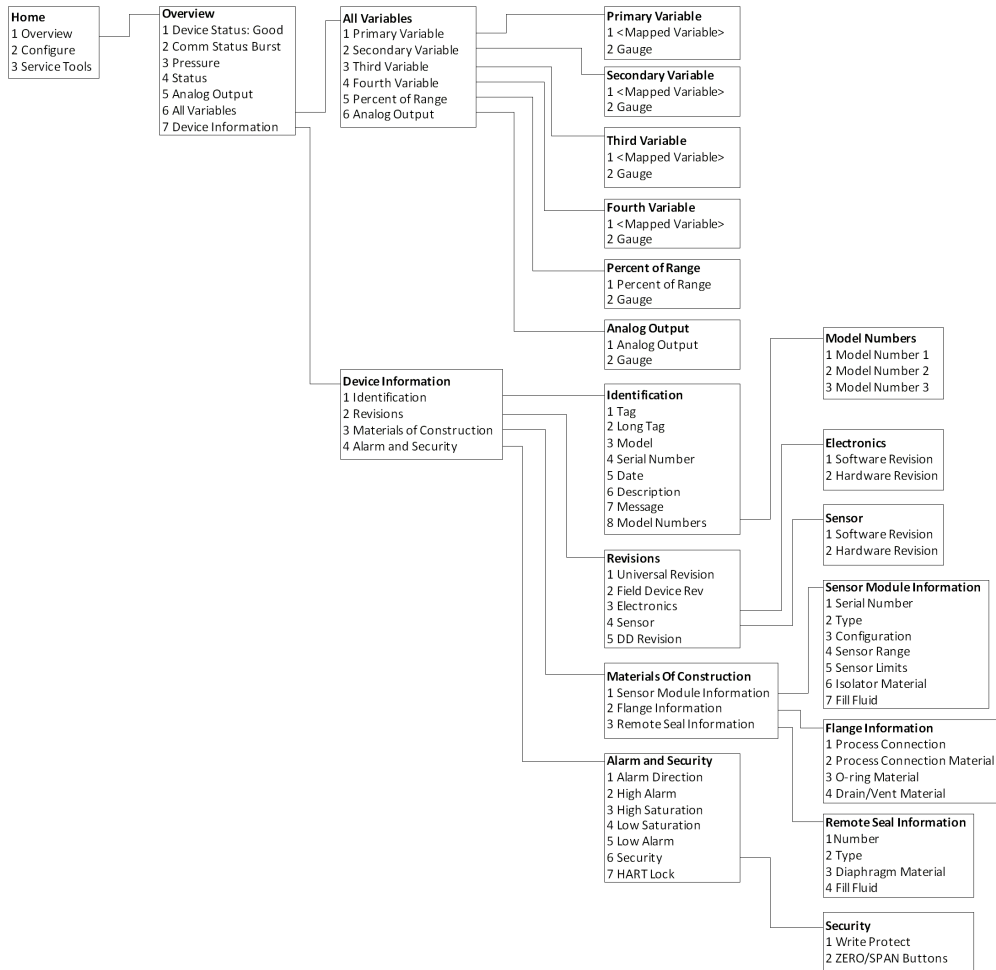 Home
1 Overview
2 Configure
3 Service Tools
Overview
1 Device Status: Good
2 Comm Status: Burst
3 Pressure
4 Status
5 Analog Output
6 All Variables
7 Device Information
All Variables
1 Primary Variable
2 Secondary Variable
3 Third Variable
4 Fourth Variable
5 Percent of Range
6 Analog Output
Primary Variable
1 <Mapped Variable>
2 Gauge
Secondary Variable
1 <Mapped Variable>
2 Gauge
Third Variable
1 <Mapped Variable>
2 Gauge
Fourth Variable
1 <Mapped Variable>
2 Gauge
Percent of Range
1 Percent of Range
2 Gauge
Analog Output
1 Analog Output
2 Gauge
Device Information
1 Identification
2 Revisions
3 Materials of Construction
4 Alarm and Security
Identification
1 Tag
2 Long Tag
3 Model
4 Serial Number
5 Date
6 Description
7 Message
8 Model Numbers
Revisions
1 Universal Revision
2 Field Device Rev
3 Electronics
4 Sensor
5 DD Revision
Materials Of Construction
1 Sensor Module Information
2 Flange Information
3 Remote Seal Information
Alarm and Security
1 Alarm Direction
2 High Alarm
3 High Saturation
4 Low Saturation
5 Low Alarm
6 Security
7 HART Lock
Model Numbers
1 Model Number 1
2 Model Number 2
3 Model Number 3
Electronics
1 Software Revision
2 Hardware Revision
Sensor
1 Software Revision
2 Hardware Revision
Sensor Module Information
1 Serial Number
2 Type
3 Configuration
4 Sensor Range
5 Sensor Limits
6 Isolator Material
7 Fill Fluid
Flange Information
1 Process Connection
2 Process Connection Material
3 O-ring Material
4 Drain/Vent Material
Remote Seal Information
1Number
2 Type
3 Diaphragm Material
4 Fill Fluid
Security
1 Write Protect
2 ZERO/SPAN Buttons